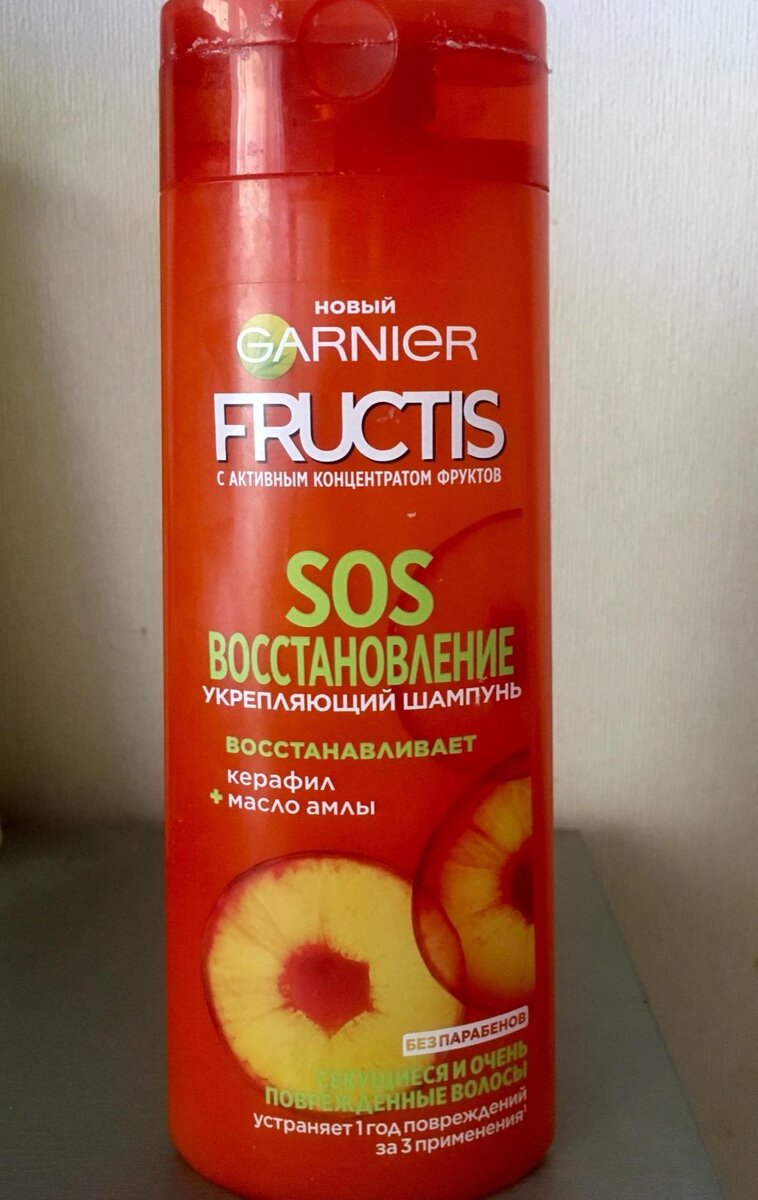 НОВЫЙ
GARNIER
FRUCTIS
С АКТИВНЫМ КОНЦЕНТРАТОМ ФРУКТОВ
SOS
ВОССТАНОВЛЕНИЕ
УКРЕПЛЯЮЩИЙ ШАМПУНЬ
ВОССТАНАВЛИВАЕТ
керафил
+ масло амлы
БЕЗ ПАРАБЕНОВ
СЕКУЩИЕСЯ И ОЧЕНЬ
ПОВРЕЖДЕННЫЕ ВОЛОСЫ
устраняет 1 год повреждений
за 3 применения¹